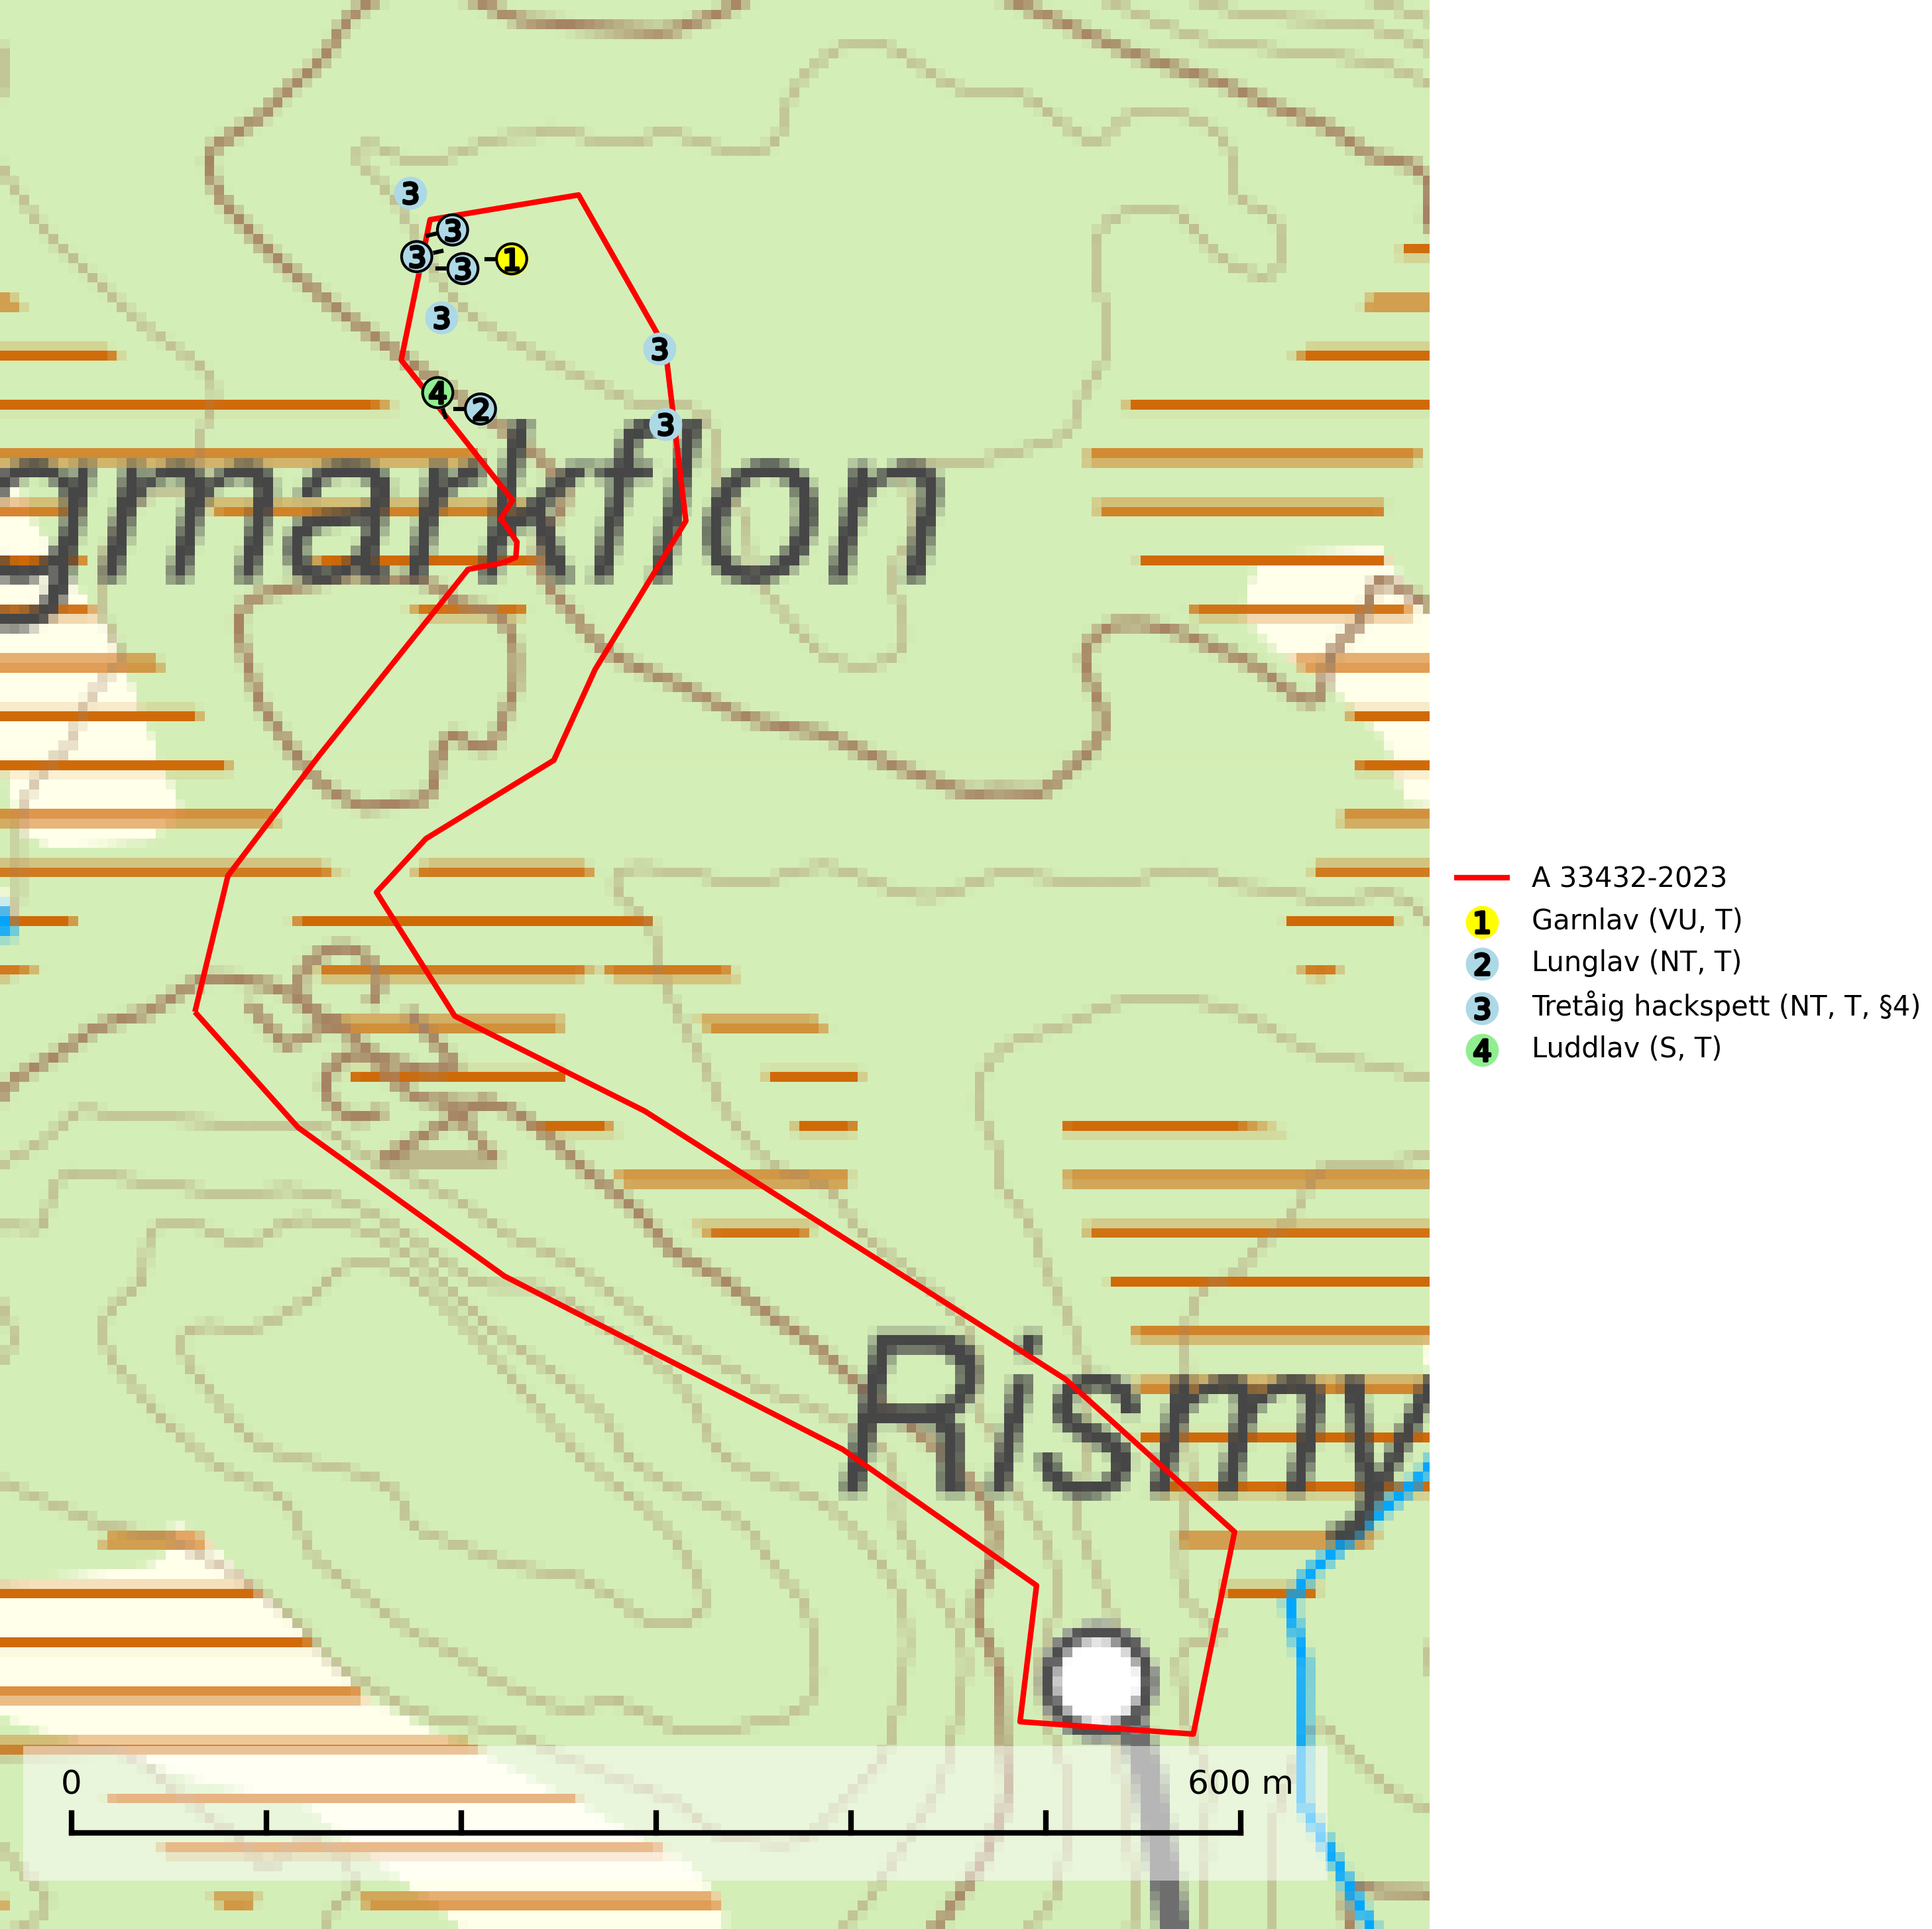 3
3
3
3
1
3
3
4
2
3
gmarkflon
A 33432-2023
1 Garnlav (VU, T)
2 Lunglav (NT, T)
3 Tretåig hackspett (NT, T, §4)
4 Luddlav (S, T)
Rismy
0 600 m